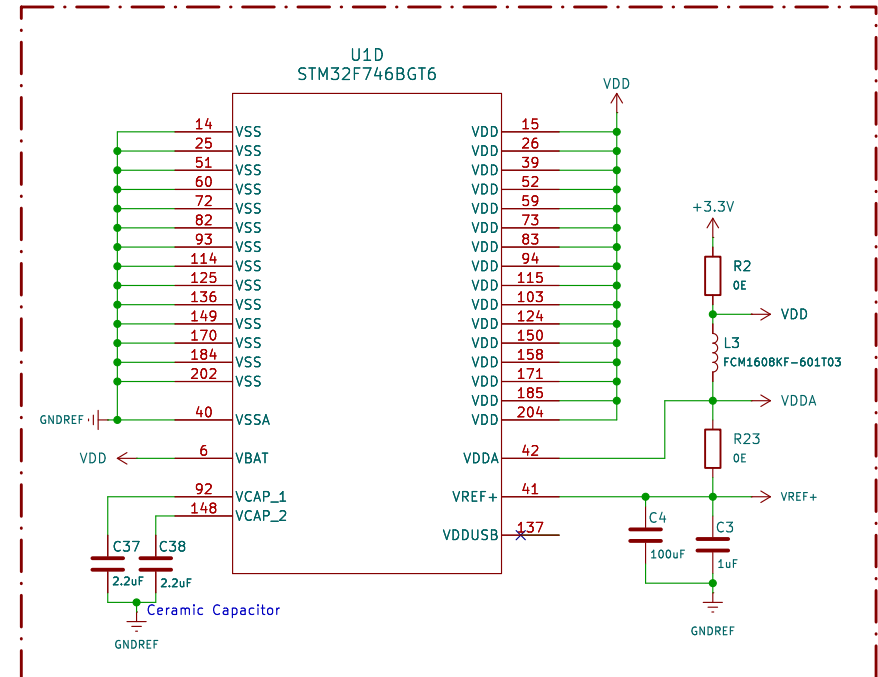 U1D
STM32F746BGT6
VDD
14 VSS VDD 15
25 VSS VDD 26
51 VSS VDD 39
60 VSS VDD 52
72 VSS VDD 59
82 VSS VDD 73
93 VSS VDD 83
114 VSS VDD 94
125 VSS VDD 115
136 VSS VDD 103
149 VSS VDD 124
170 VSS VDD 150
184 VSS VDD 158
202 VSS VDD 171
VDD 185
GNDREF 40 VSSA VDD 204
VDD 6 VBAT VDDA 42
92 VCAP_1 VREF+ 41
148 VCAP_2
VDDUSB 137
+3.3V
R2
0E
VDD
L3
FCM1608KF-601T03
VDDA
R23
0E
VREF+
C4
100uF
C3
1uF
GNDREF
C37
2.2uF
C38
2.2uF
Ceramic Capacitor
GNDREF